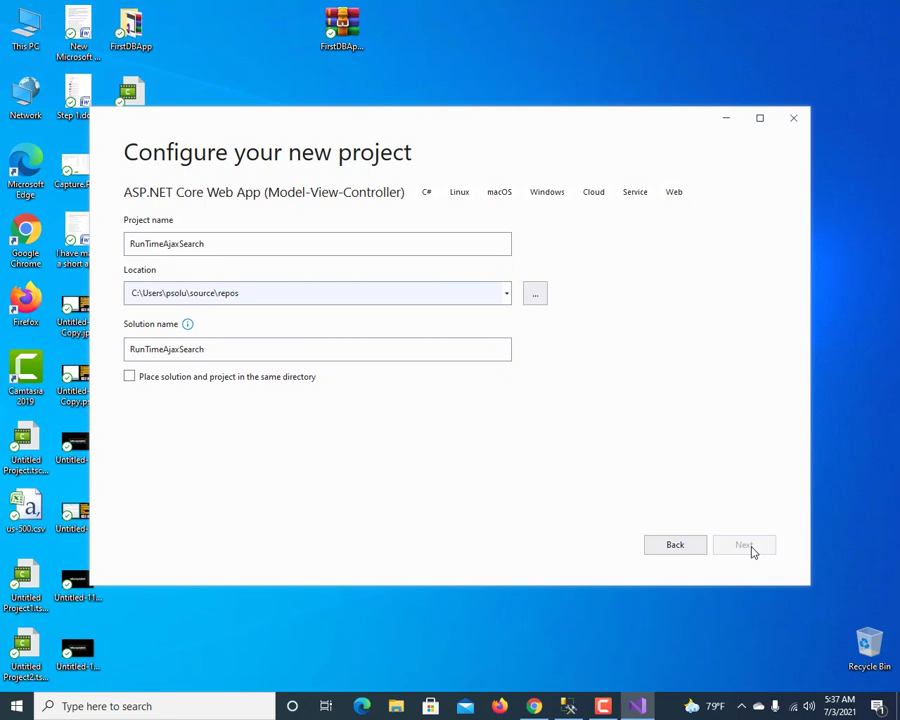 This PC
New
Microsoft ...
FirstDBApp
FirstDBAp...
Network
Step 1.do
Microsoft
Edge
Capture.P
Google
Chrome
I have m
a short a
Firefox
Untitled-
Copy.jp
Camtasia
2019
Untitled-
Copy.ps
Untitled
Project.tsc...
Untitled-
us-500.csv
Untitled-
Untitled
Project1.ts...
Untitled-11...
Untitled
Project2.ts...
Untitled-1...
Recycle Bin
Configure your new project
ASP.NET Core Web App (Model-View-Controller) C# Linux macOS Windows Cloud Service Web
Project name
RunTimeAjaxSearch
Location
C:\Users\psolu\source\repos
...
Solution name
RunTimeAjaxSearch
Place solution and project in the same directory
Back
Next
Type here to search
79°F
5:37 AM
7/3/2021
1